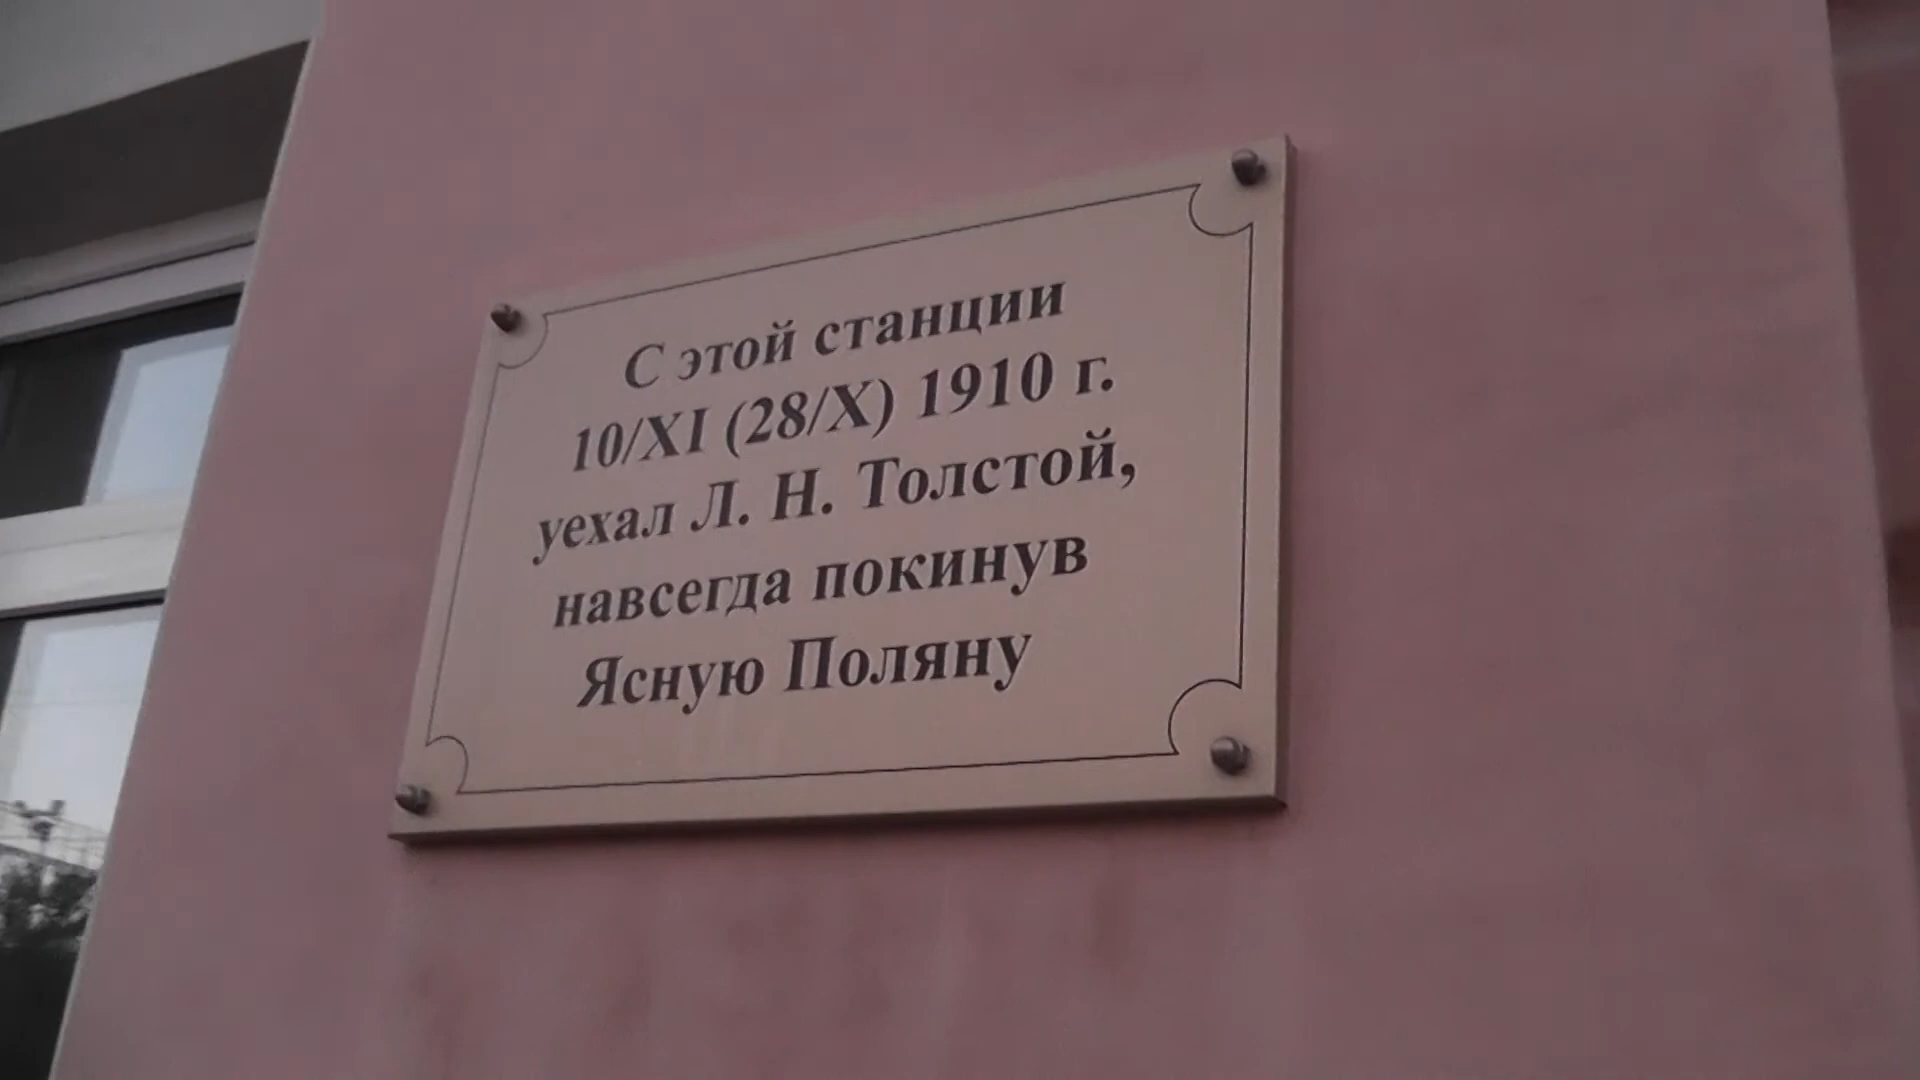 С этой станции
10/XI (28/X) 1910 г.
уехал Л. Н. Толстой,
навсегда покинув
Ясную Поляну